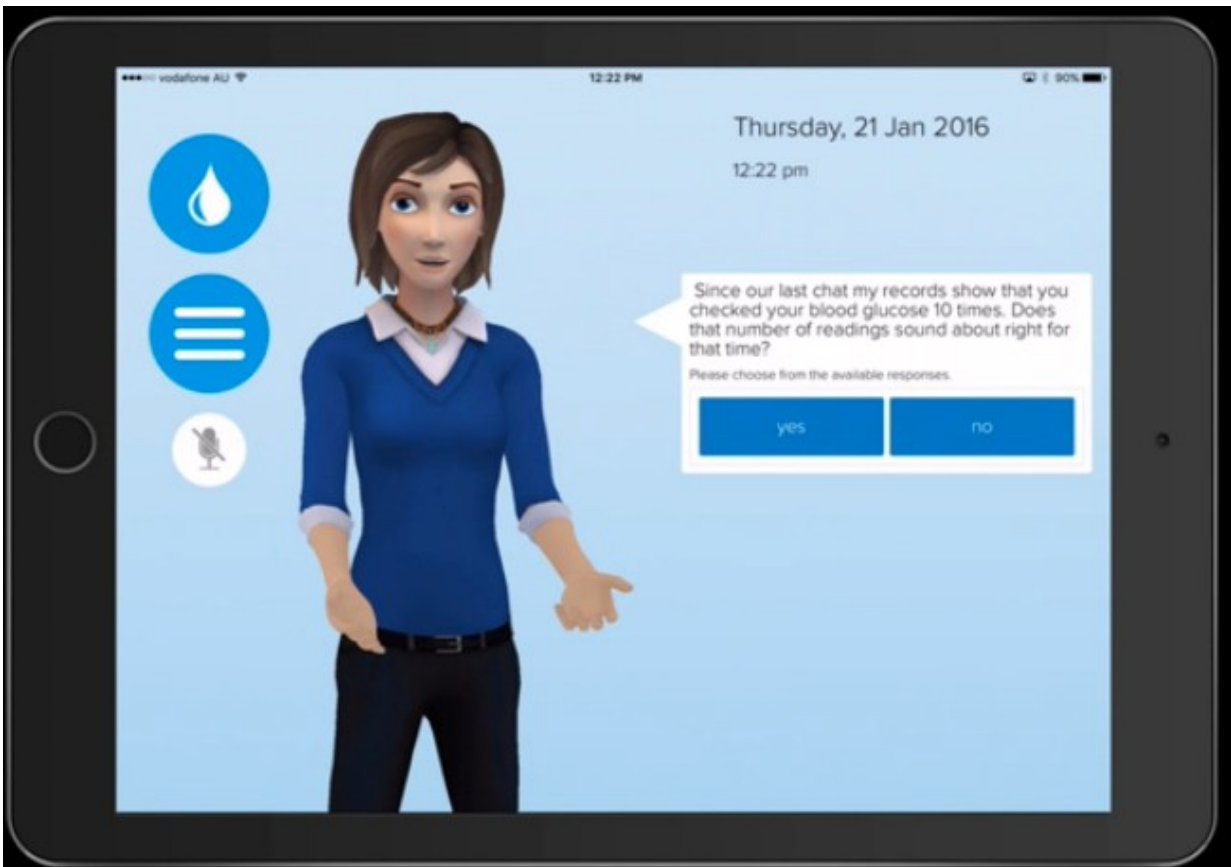 vodafone AU
12:22 PM
90%
Thursday, 21 Jan 2016
12:22 pm
Since our last chat my records show that you
checked your blood glucose 10 times. Does
that number of readings sound about right for
that time?
Please choose from the available responses.
yes
no